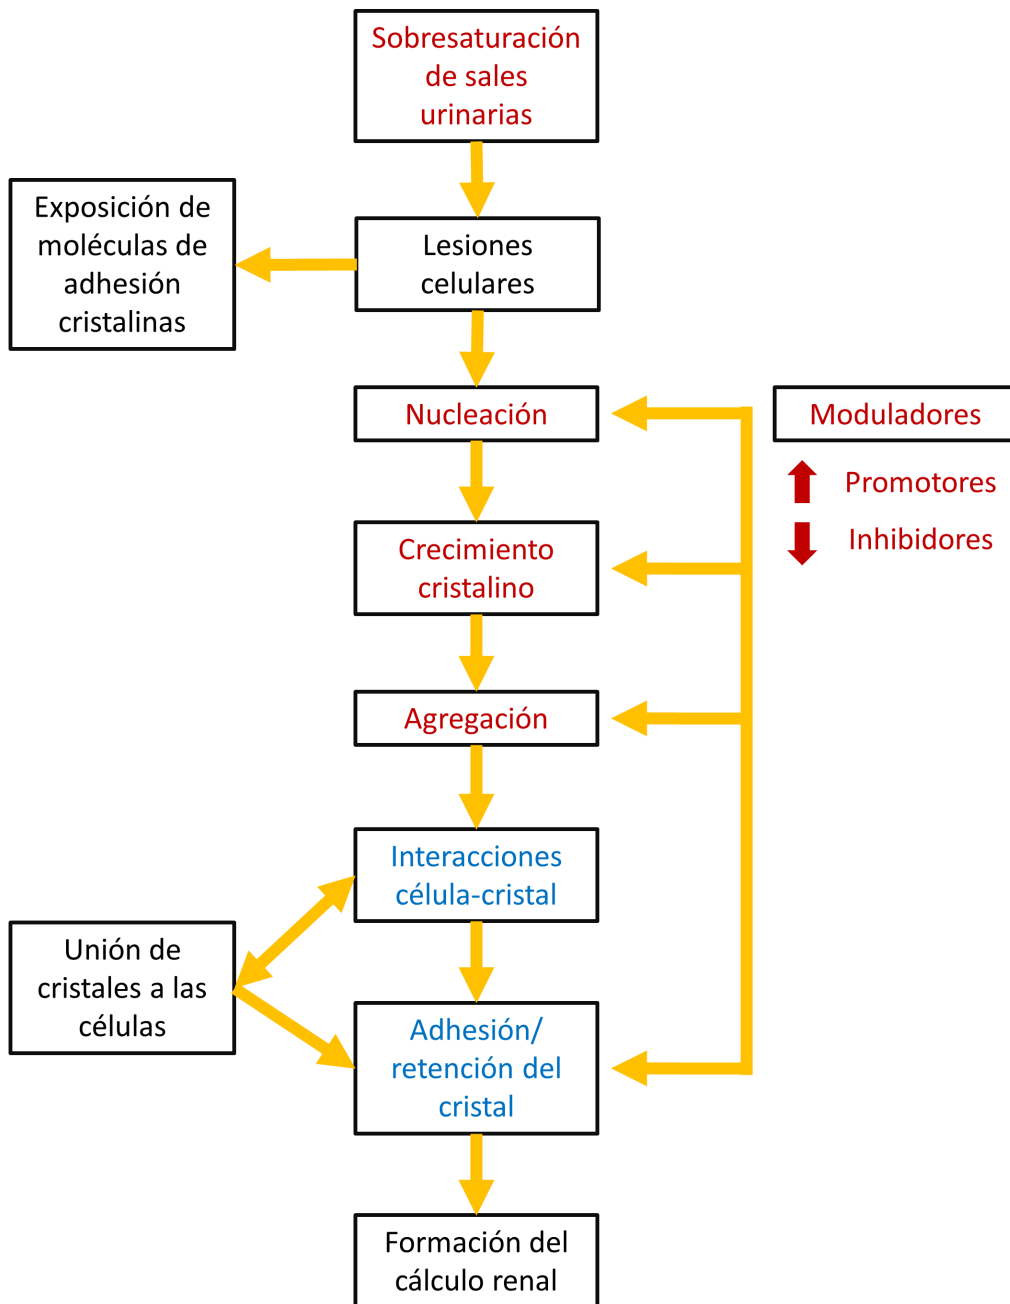 Sobresaturación
de sales
urinarias
Exposición de
moléculas de
adhesión
cristalinas
Lesiones
celulares
Nucleación
Moduladores
Promotores
Inhibidores
Crecimiento
cristalino
Agregación
Interacciones
célula-cristal
Unión de
cristales a las
células
Adhesión/
retención del
cristal
Formación del
cálculo renal